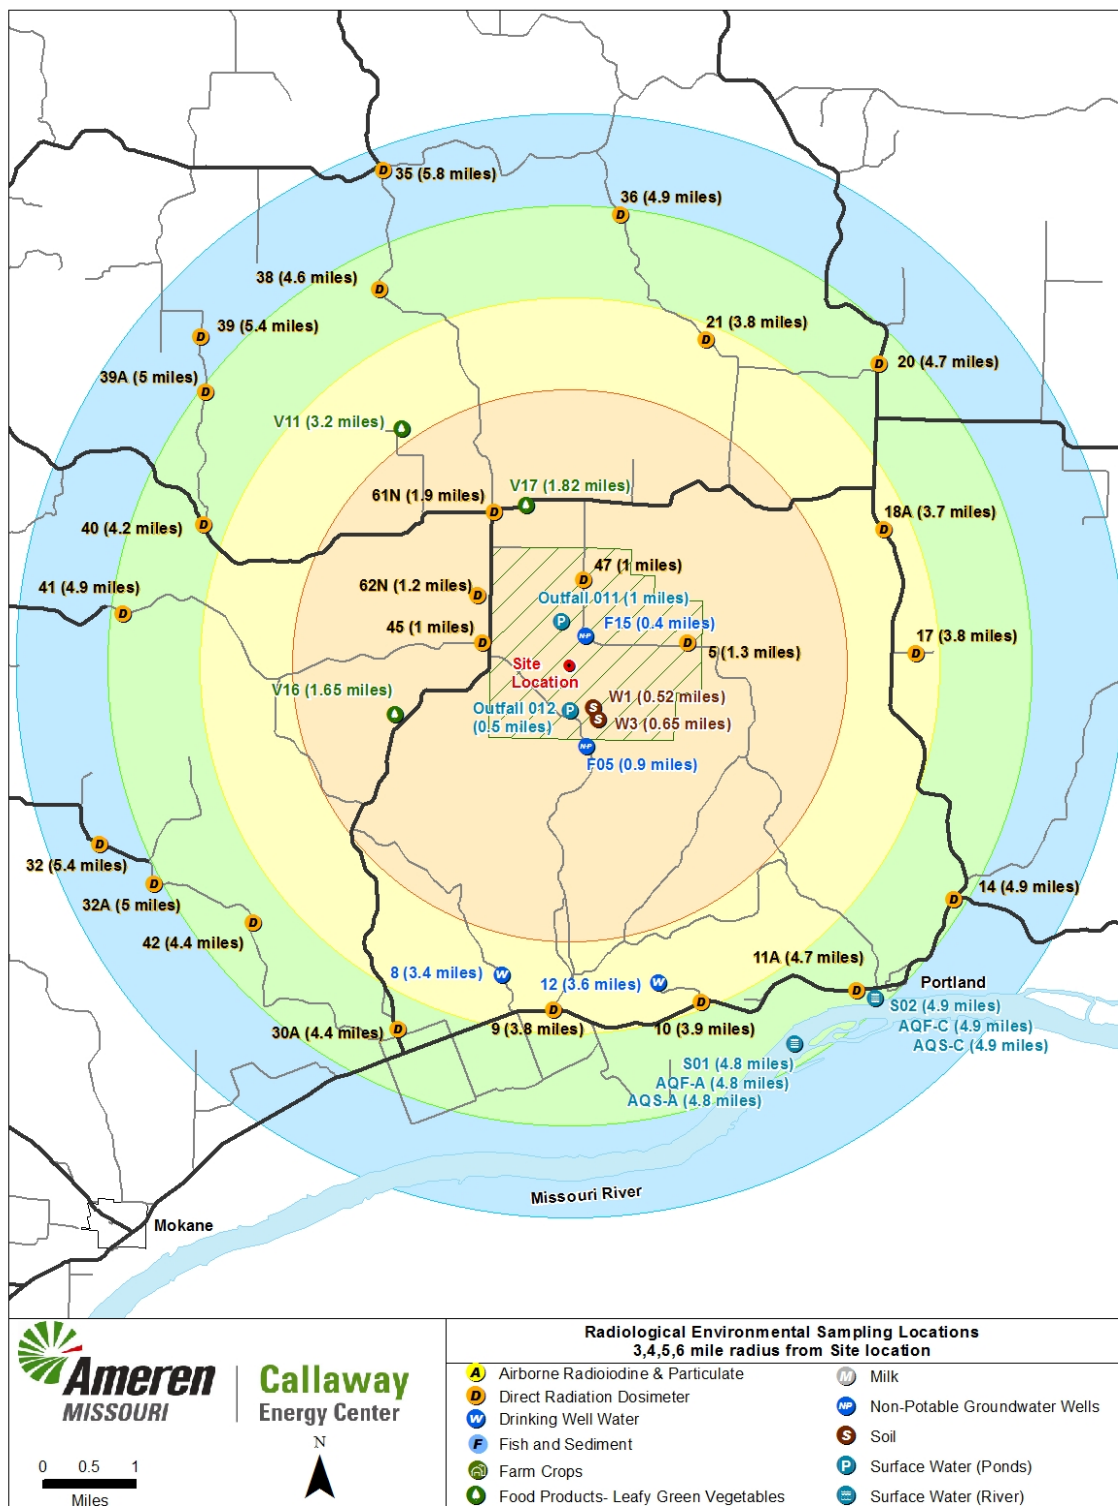 35 (5.8 miles)
36 (4.9 miles)
38 (4.6 miles)
39 (5.4 miles)
21 (3.8 miles)
20 (4.7 miles)
39A (5 miles)
V11 (3.2 miles)
V17 (1.82 miles)
61N (1.9 miles)
18A (3.7 miles)
40 (4.2 miles)
47 (1 miles)
41 (4.9 miles)
62N (1.2 miles)
Outfall 011 (1 miles)
F15 (0.4 miles)
45 (1 miles)
17 (3.8 miles)
5 (1.3 miles)
Site
Location
V16 (1.65 miles)
W1 (0.52 miles)
Outfall 012
(0.5 miles)
W3 (0.65 miles)
F05 (0.9 miles)
32 (5.4 miles)
32A (5 miles)
14 (4.9 miles)
42 (4.4 miles)
11A (4.7 miles)
8 (3.4 miles)
12 (3.6 miles)
Portland
S02 (4.9 miles)
AQF-C (4.9 miles)
AQS-C (4.9 miles)
30A (4.4 miles)
9 (3.8 miles)
10 (3.9 miles)
S01 (4.8 miles)
AQF-A (4.8 miles)
AQS-A (4.8 miles)
Missouri River
Mokane
Ameren
MISSOURI
Callaway
Energy Center
N
0 0.5 1
Miles
Radiological Environmental Sampling Locations
3,4,5,6 mile radius from Site location
A Airborne Radioiodine & Particulate
D Direct Radiation Dosimeter
W Drinking Well Water
F Fish and Sediment
Farm Crops
Food Products- Leafy Green Vegetables
M Milk
NP Non-Potable Groundwater Wells
S Soil
P Surface Water (Ponds)
Surface Water (River)